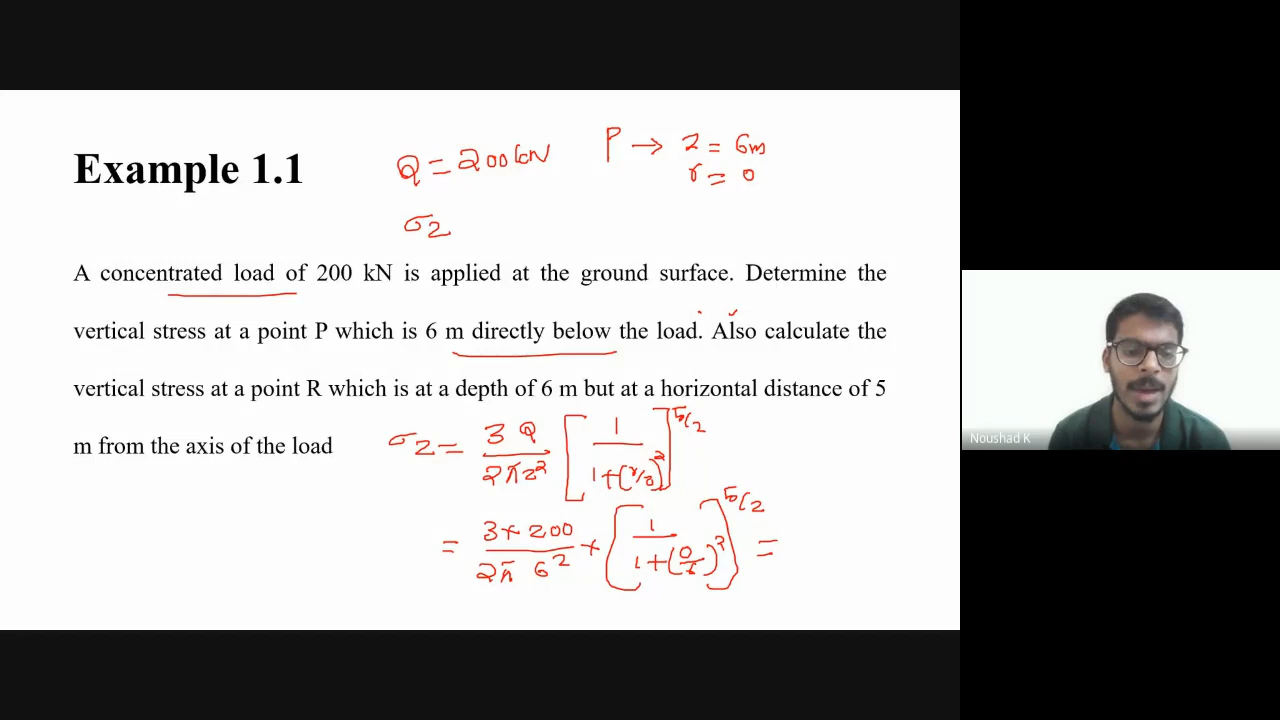 Example 1.1
Q = 200 kN
P → z = 6m
r = 0
σz
A concentrated load of 200 kN is applied at the ground surface. Determine the
vertical stress at a point P which is 6 m directly below the load. Also calculate the
vertical stress at a point R which is at a depth of 6 m but at a horizontal distance of 5
m from the axis of the load
σz = 3Q/2πz² [1/1+(r/z)²]^5/2
= 3×200/2π 6² × [1/1+(0/6)²]^5/2 =
Noushad K